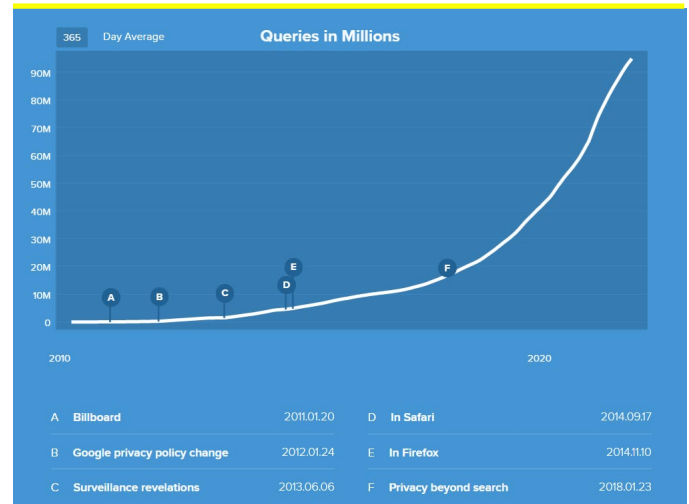 365 Day Average Queries in Millions
90M
80M
70M
60M
50M
40M
30M
20M
10M
0
A B C D E F
2010 2020
A Billboard 2011.01.20 D In Safari 2014.09.17
B Google privacy policy change 2012.01.24 E In Firefox 2014.11.10
C Surveillance revelations 2013.06.06 F Privacy beyond search 2018.01.23